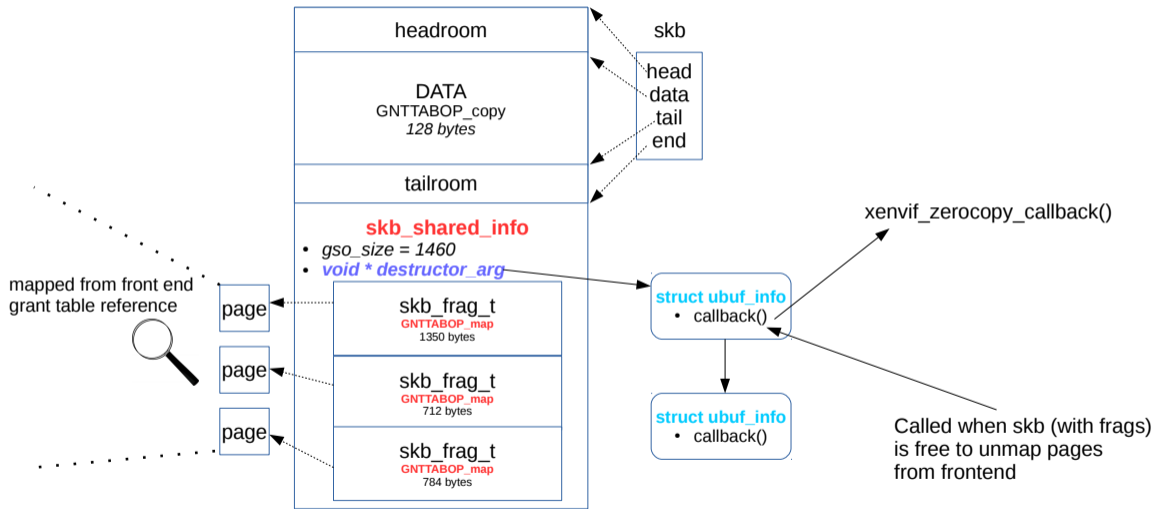 headroom
skb
DATA
GNTTABOP_copy
128 bytes
head
data
tail
end
tailroom
skb_shared_info
• gso_size = 1460
• void * destructor_arg
xenvif_zerocopy_callback()
mapped from front end
grant table reference
page
page
page
skb_frag_t
GNTTABOP_map
1350 bytes
skb_frag_t
GNTTABOP_map
712 bytes
skb_frag_t
GNTTABOP_map
784 bytes
struct ubuf_info
• callback()
struct ubuf_info
• callback()
Called when skb (with frags)
is free to unmap pages
from frontend